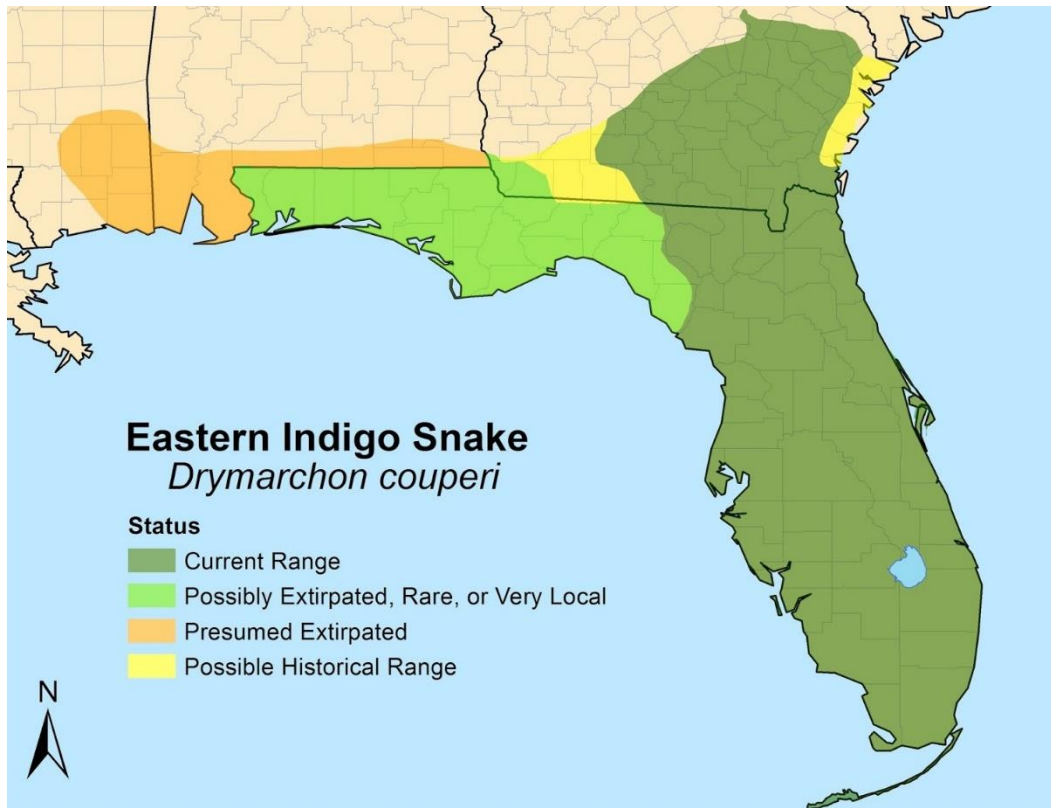 Eastern Indigo Snake
Drymarchon couperi
Status
Current Range
Possibly Extirpated, Rare, or Very Local
Presumed Extirpated
Possible Historical Range
N